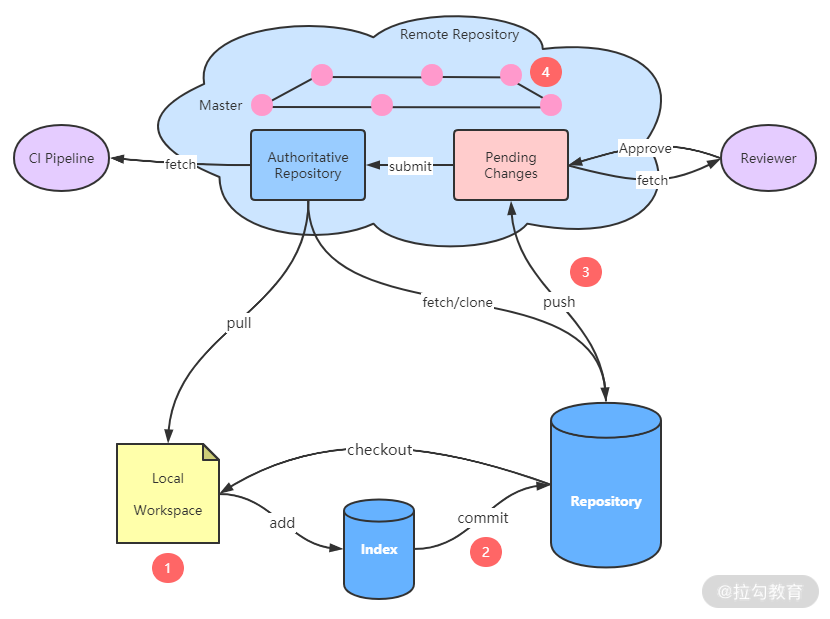 Remote Repository
4
Master
CI Pipeline
fetch
Authoritative
Repository
submit
Pending
Changes
Approve
fetch
Reviewer
3
push
fetch/clone
pull
checkout
Local
Workspace
add
Index
commit
Repository
1
2
@拉勾教育